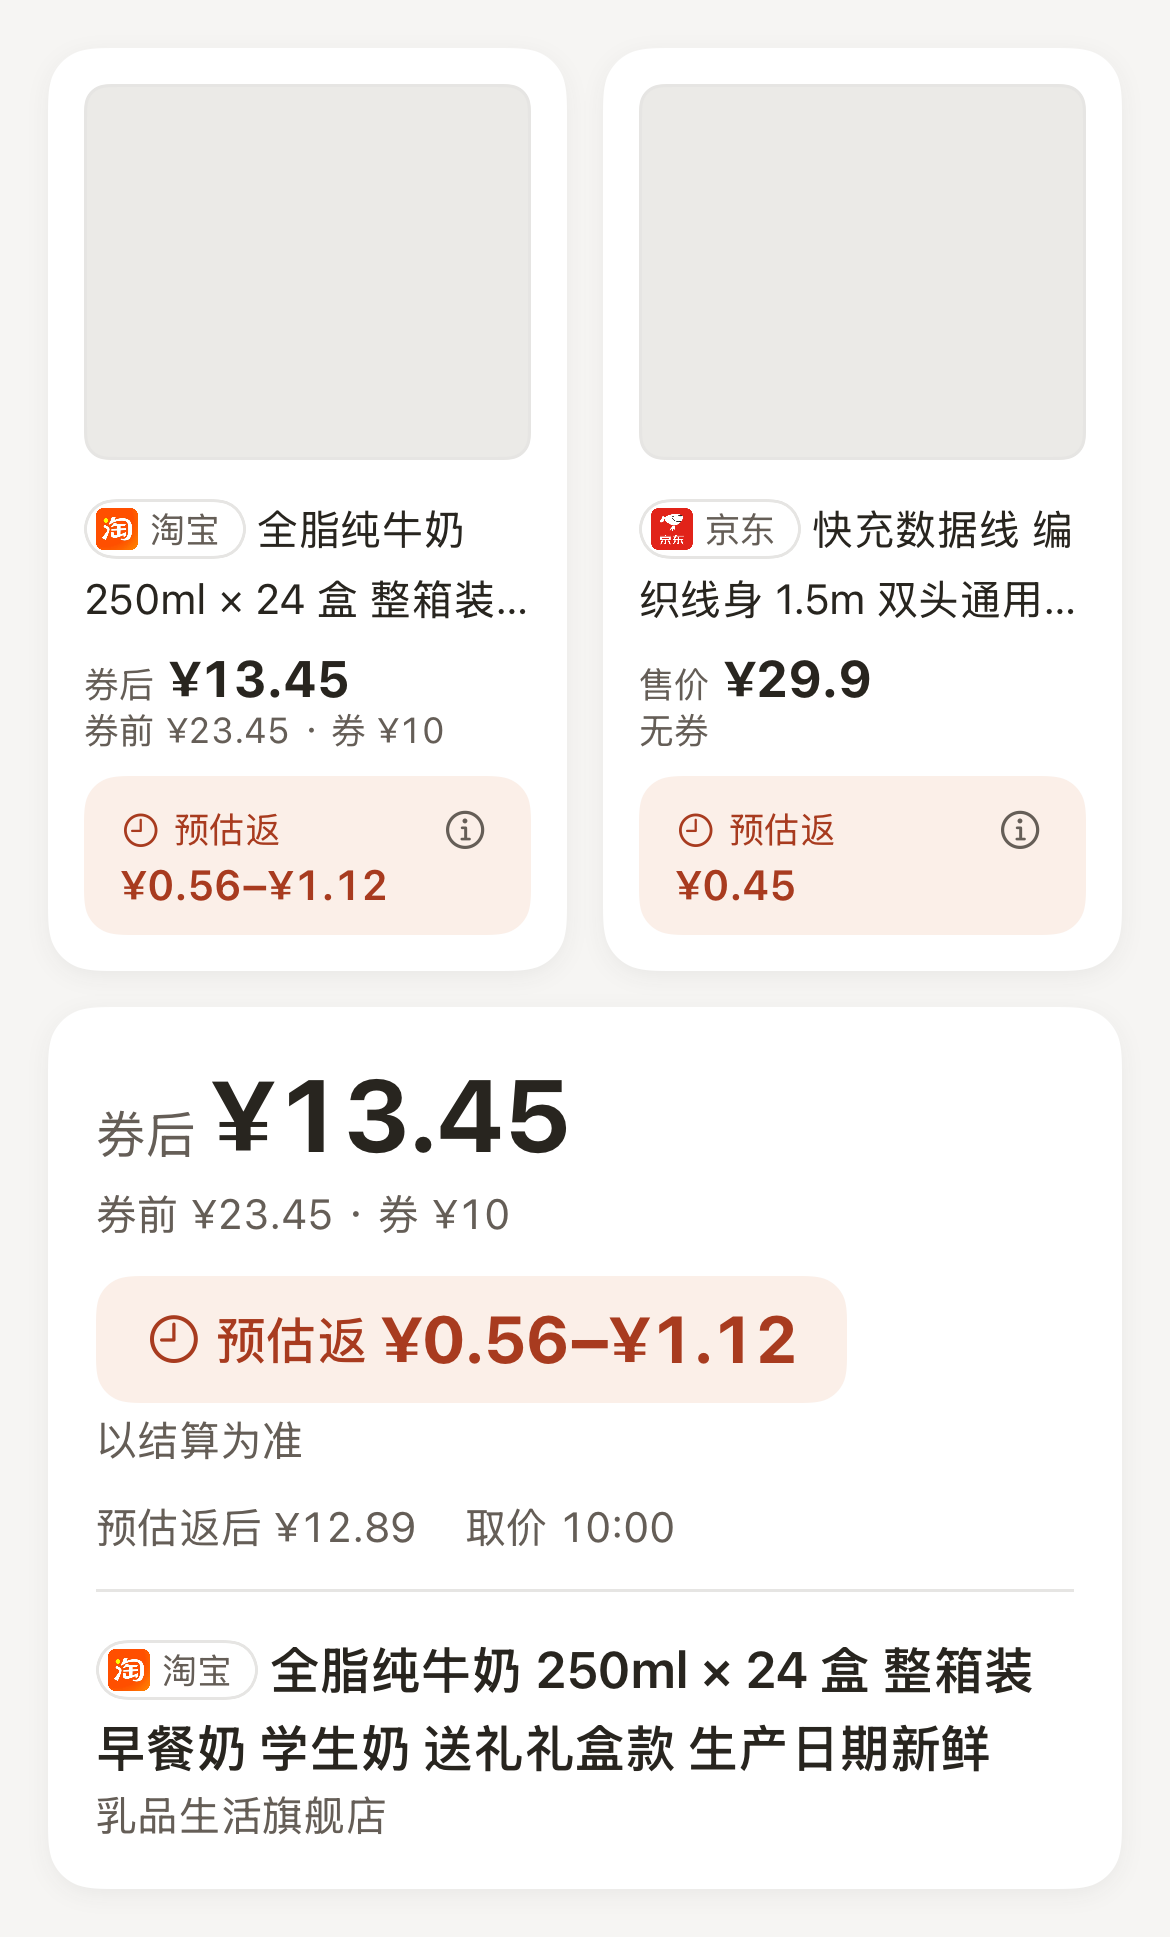 淘 淘宝 全脂纯牛奶
250ml × 24 盒 整箱装...
券后 ¥13.45
券前 ¥23.45 · 券 ¥10
预估返
¥0.56–¥1.12
京东 京东 快充数据线 编
织线身 1.5m 双头通用...
售价 ¥29.9
无券
预估返
¥0.45
券后 ¥13.45
券前 ¥23.45 · 券 ¥10
预估返 ¥0.56–¥1.12
以结算为准
预估返后 ¥12.89 取价 10:00
淘 淘宝 全脂纯牛奶 250ml × 24 盒 整箱装
早餐奶 学生奶 送礼礼盒款 生产日期新鲜
乳品生活旗舰店